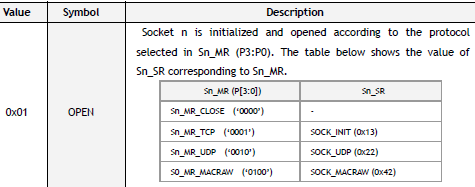 Value Symbol Description
Socket n is initialized and opened according to the protocol
selected in Sn_MR (P3:P0). The table below shows the value of
Sn_SR corresponding to Sn_MR.
Sn_MR (P[3:0]) Sn_SR
Sn_MR_CLOSE (‘0000’) -
0x01 OPEN
Sn_MR_TCP (‘0001’) SOCK_INIT (0x13)
Sn_MR_UDP (‘0010’) SOCK_UDP (0x22)
S0_MR_MACRAW (‘0100’) SOCK_MACRAW (0x42)